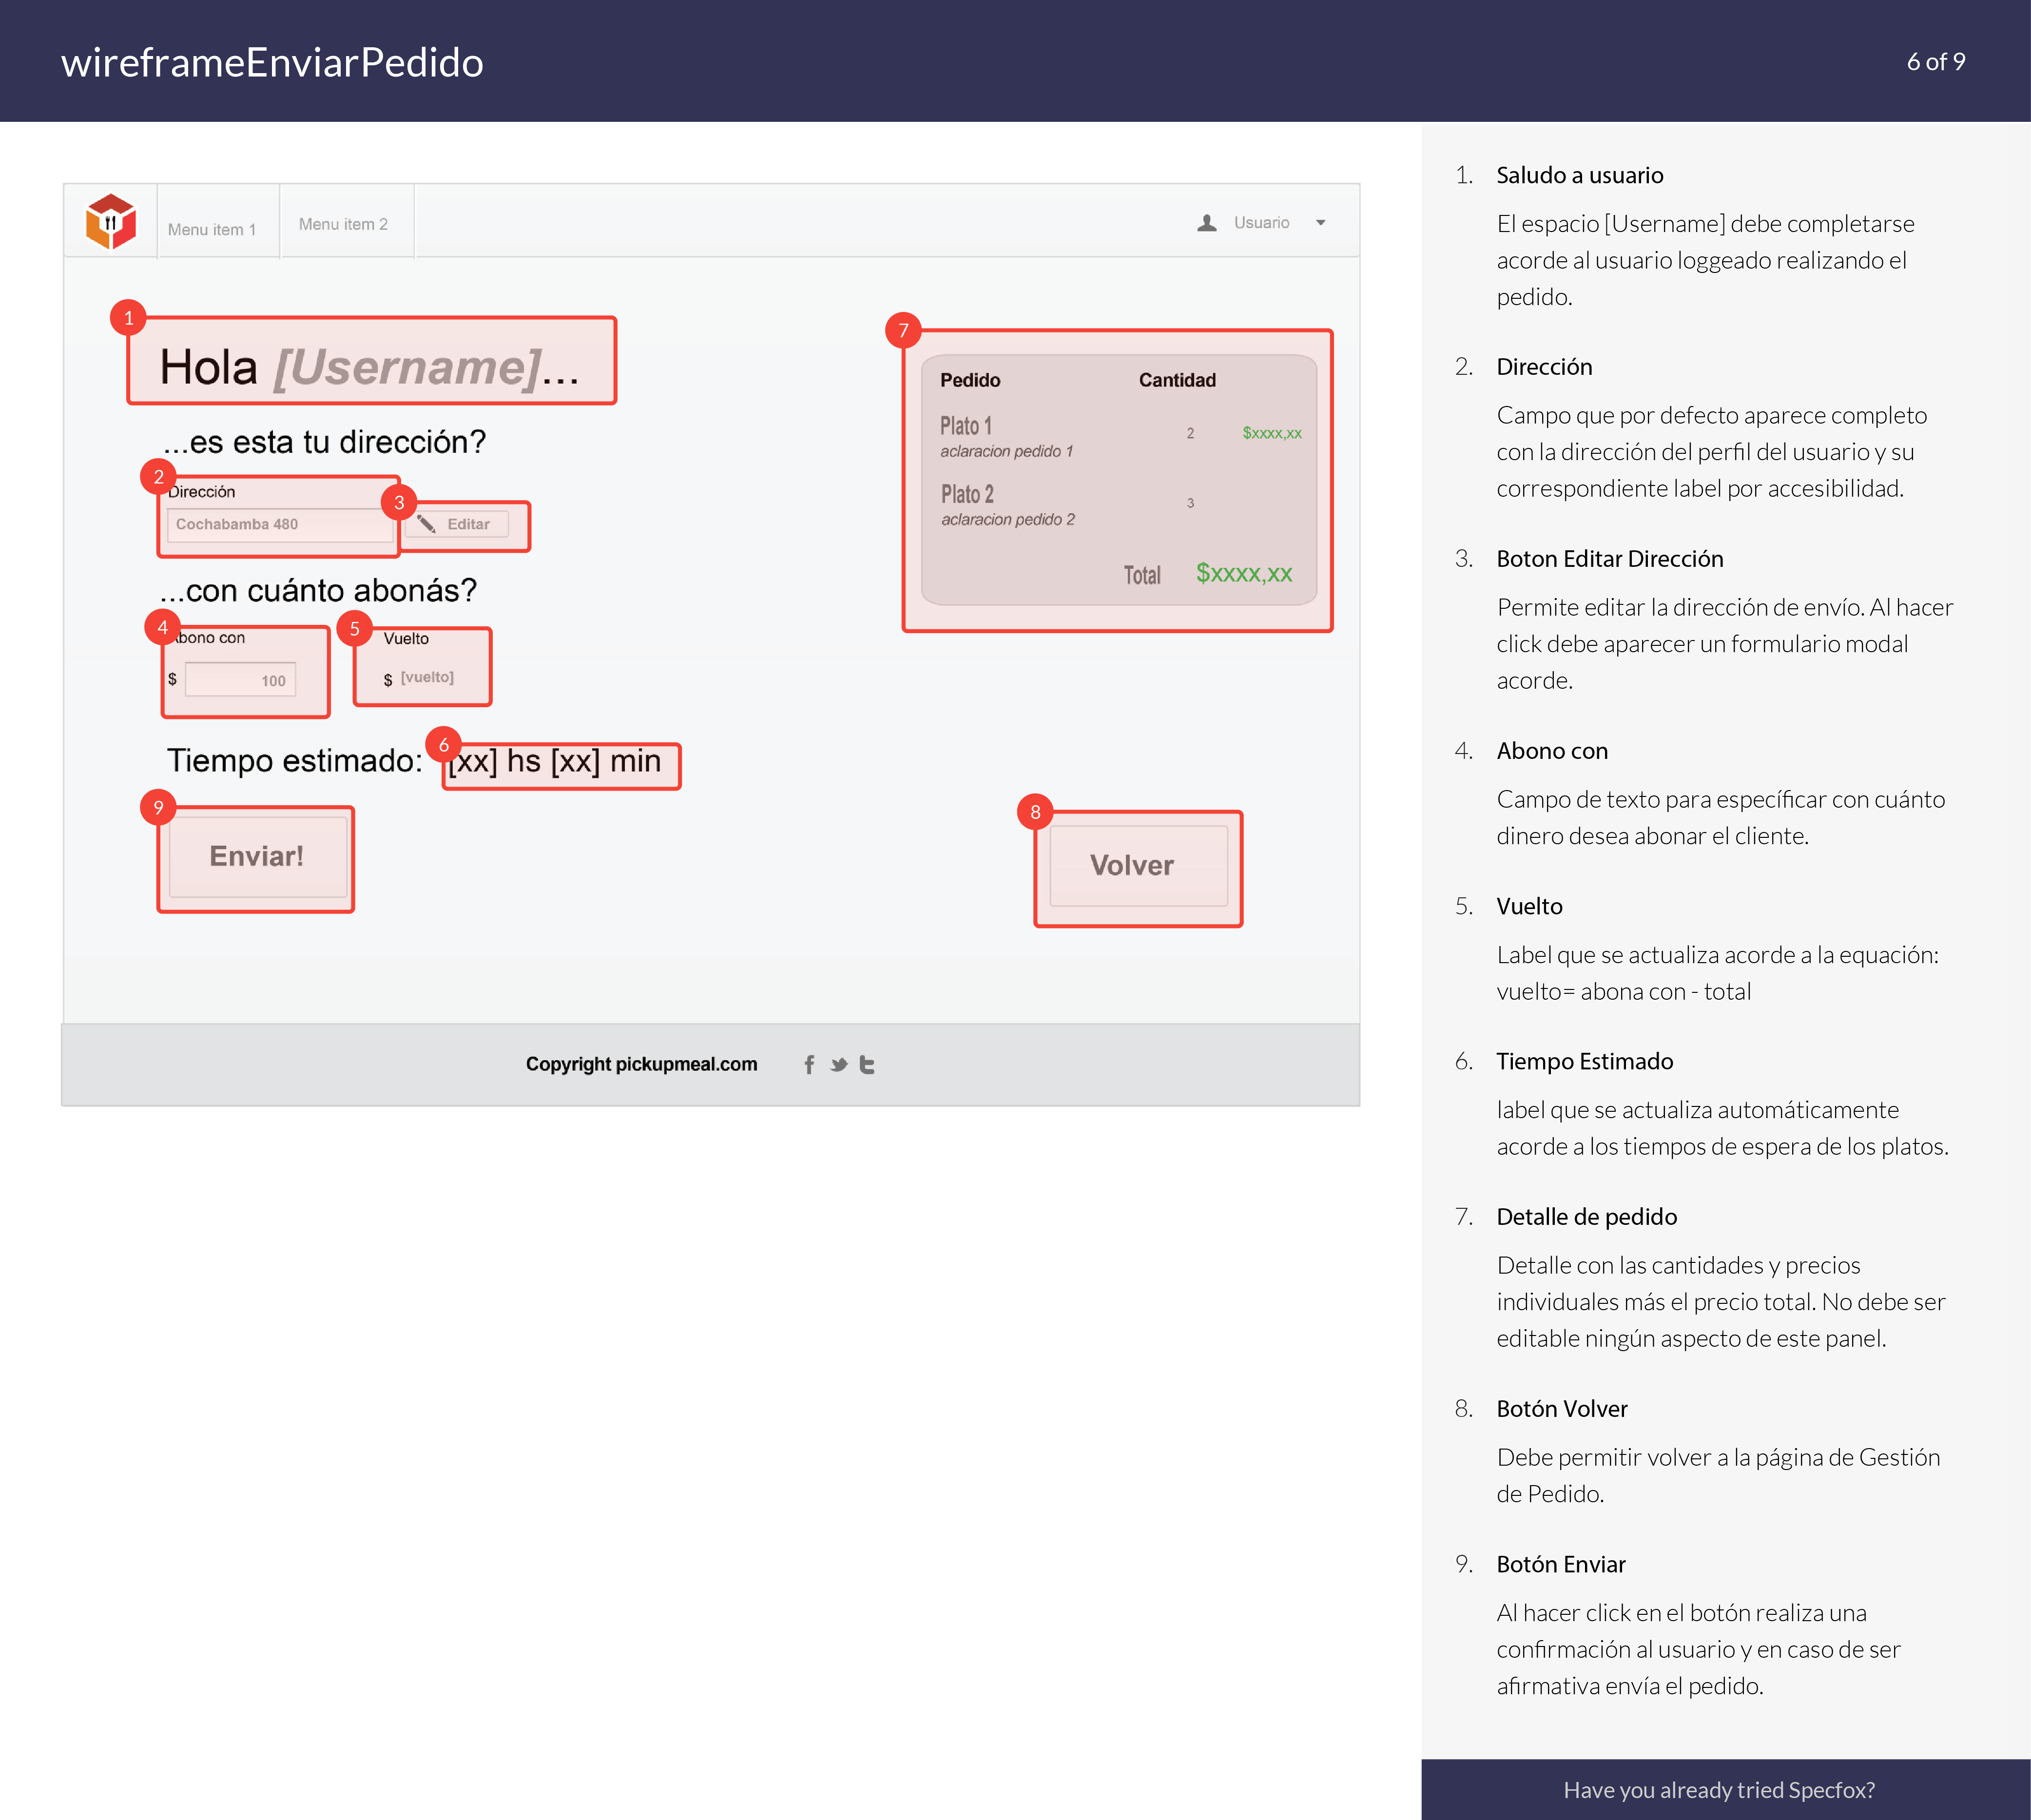 wireframeEnviarPedido
6 of 9
Menu item 1
Menu item 2
Usuario
1
Hola [Username]...
...es esta tu dirección?
2
Dirección
Cochabamba 480
3
Editar
...con cuánto abonás?
4
Abono con
$ 100
5
Vuelto
$ [vuelto]
Tiempo estimado:
6
[xx] hs [xx] min
9
Enviar!
7
Pedido Cantidad
Plato 1
aclaracion pedido 1
2 $xxxx,xx
Plato 2
aclaracion pedido 2
3
Total $xxxx,xx
8
Volver
Copyright pickupmeal.com
1. Saludo a usuario
El espacio [Username] debe completarse
acorde al usuario loggeado realizando el
pedido.
2. Dirección
Campo que por defecto aparece completo
con la dirección del perfil del usuario y su
correspondiente label por accesibilidad.
3. Boton Editar Dirección
Permite editar la dirección de envío. Al hacer
click debe aparecer un formulario modal
acorde.
4. Abono con
Campo de texto para específicar con cuánto
dinero desea abonar el cliente.
5. Vuelto
Label que se actualiza acorde a la equación:
vuelto= abona con - total
6. Tiempo Estimado
label que se actualiza automáticamente
acorde a los tiempos de espera de los platos.
7. Detalle de pedido
Detalle con las cantidades y precios
individuales más el precio total. No debe ser
editable ningún aspecto de este panel.
8. Botón Volver
Debe permitir volver a la página de Gestión
de Pedido.
9. Botón Enviar
Al hacer click en el botón realiza una
confirmación al usuario y en caso de ser
afirmativa envía el pedido.
Have you already tried Specfox?